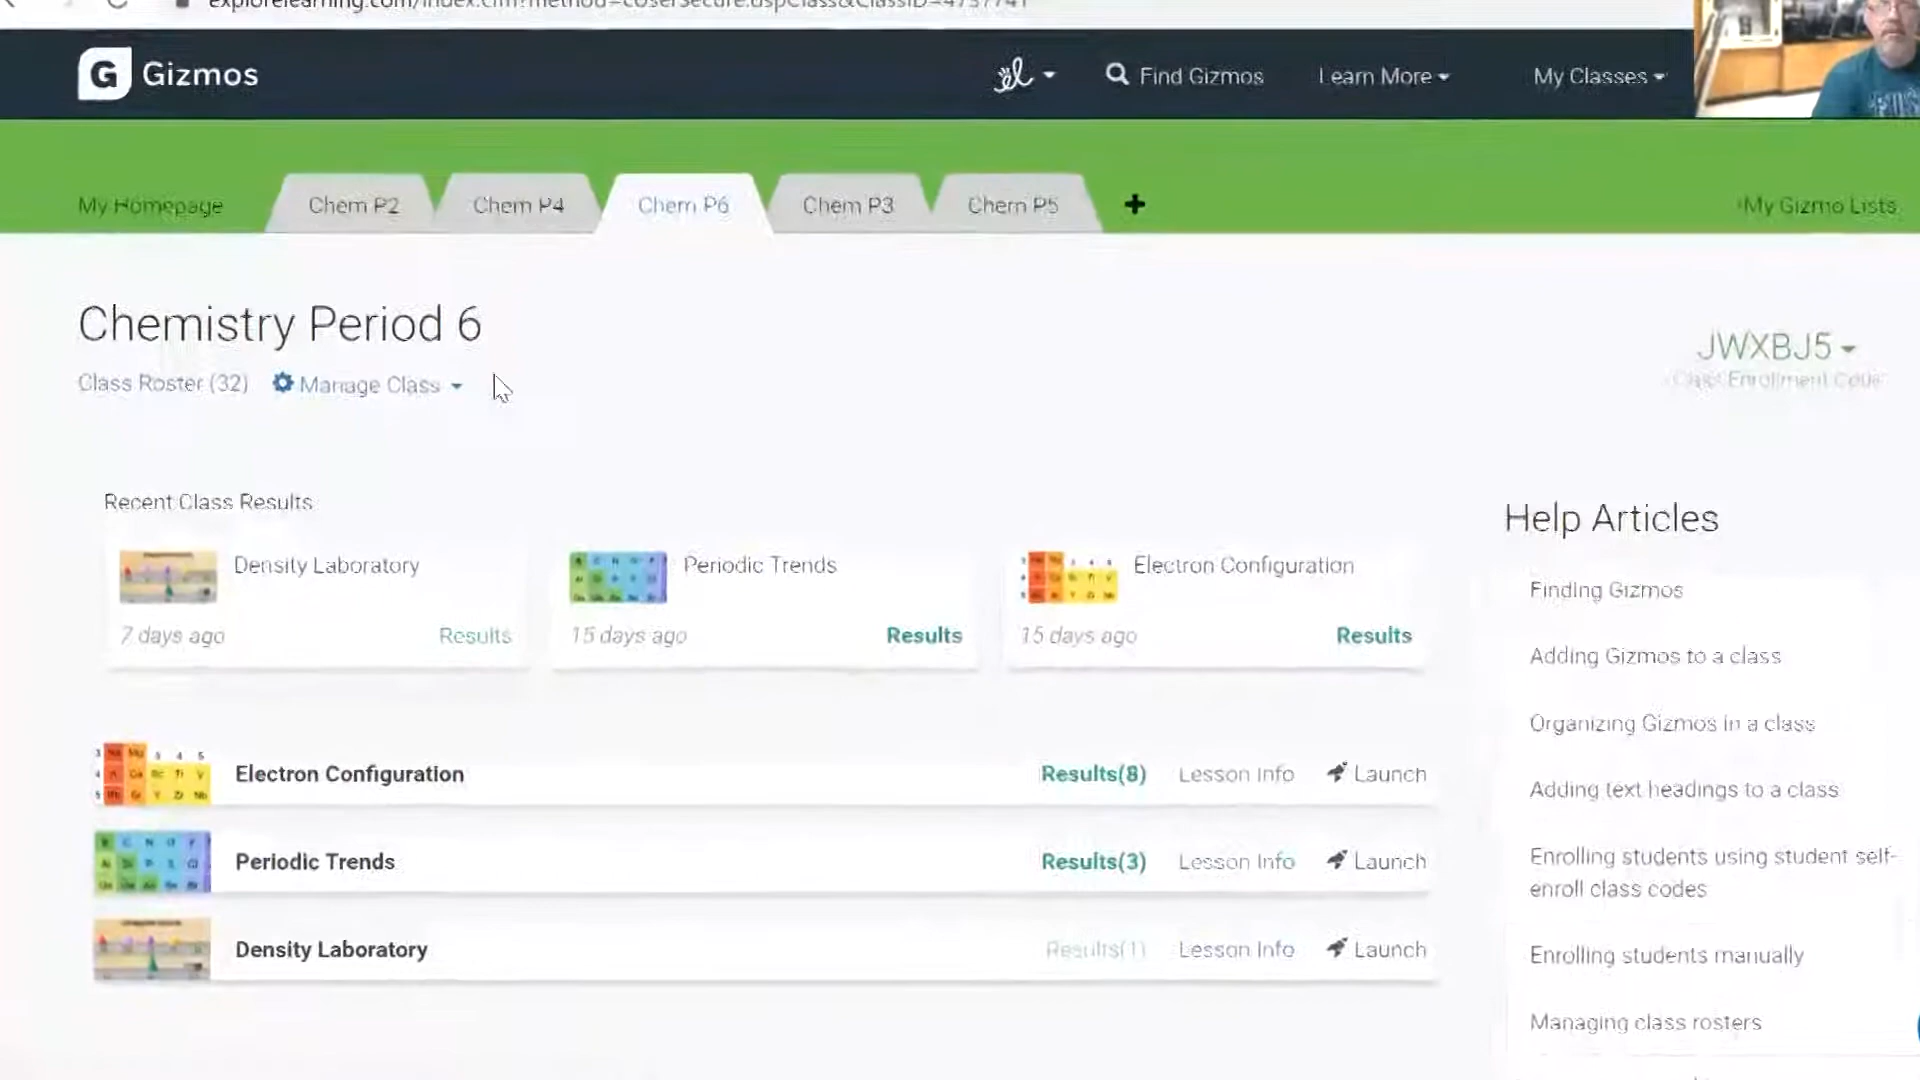 G Gizmos
Find Gizmos
Learn More
My Classes
My Homepage
Chem P2
Chem P4
Chem P6
Chem P3
Chem P5
+
My Gizmo Lists
Chemistry Period 6
JWXBJ5
Class Enrollment Code
Class Roster (32)
Manage Class
Recent Class Results
Density Laboratory
7 days ago
Results
Periodic Trends
15 days ago
Results
Electron Configuration
15 days ago
Results
Electron Configuration
Results(8)
Lesson Info
Launch
Periodic Trends
Results(3)
Lesson Info
Launch
Density Laboratory
Results(1)
Lesson Info
Launch
Help Articles
Finding Gizmos
Adding Gizmos to a class
Organizing Gizmos in a class
Adding text headings to a class
Enrolling students using student self-
enroll class codes
Enrolling students manually
Managing class rosters